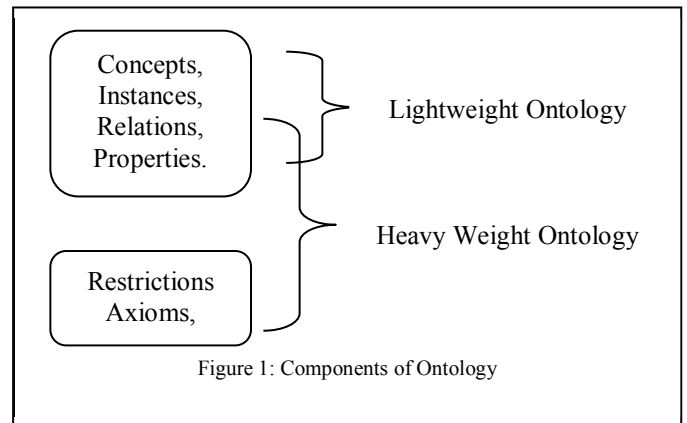 Concepts,
Instances,
Relations,
Properties.
Lightweight Ontology
Heavy Weight Ontology
Restrictions
Axioms,
Figure 1: Components of Ontology